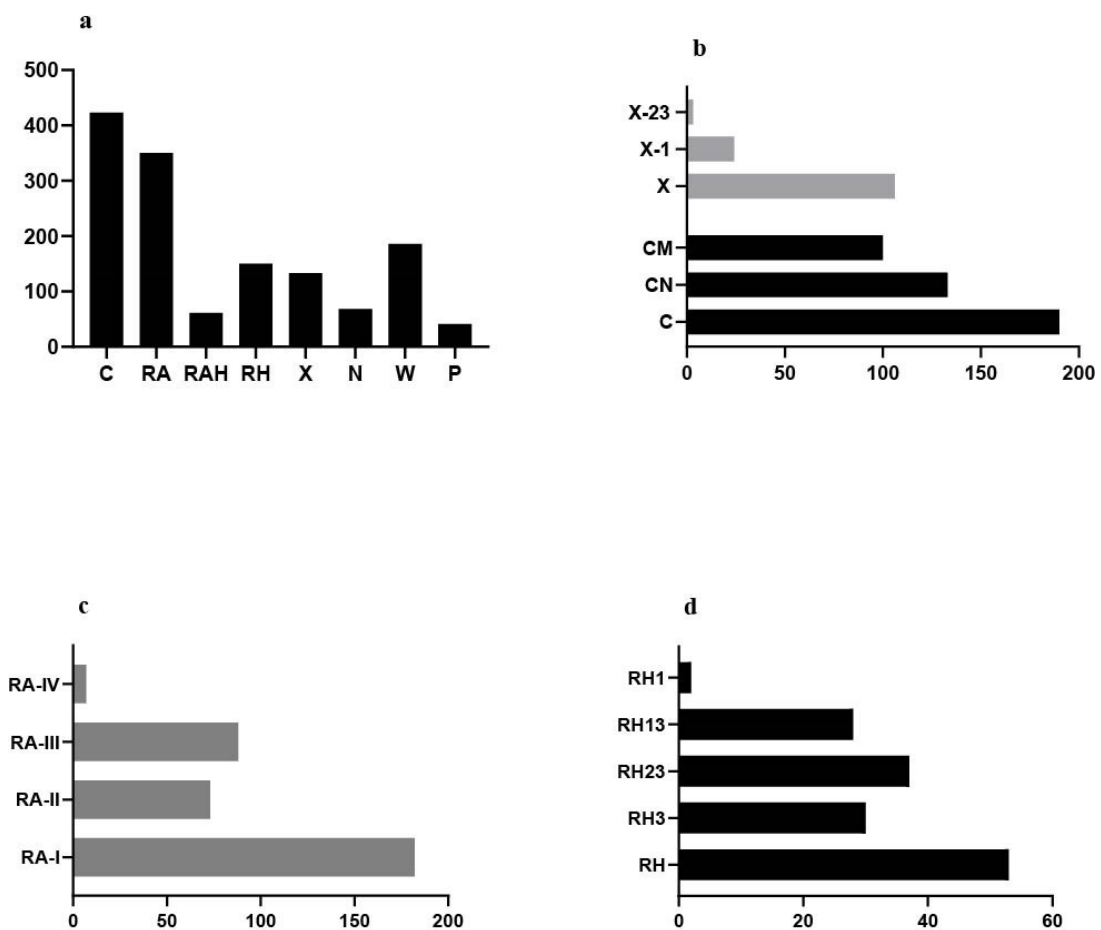 a
500
400
300
200
100
0
C RA RAH RH X N W P
b
X-23
X-1
X
CM
CN
C
0 50 100 150 200
c
RA-IV
RA-III
RA-II
RA-I
0 50 100 150 200
d
RH1
RH13
RH23
RH3
RH
0 20 40 60